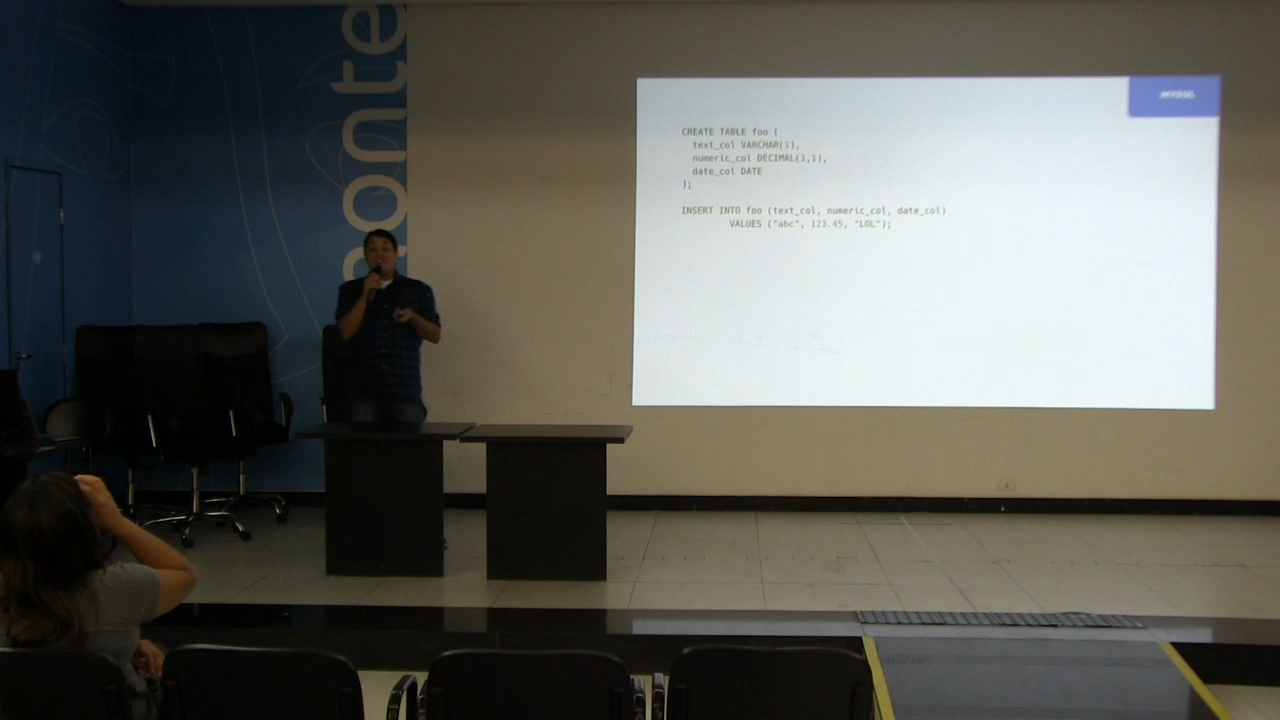 onte
MYSQL
CREATE TABLE foo (
text_col VARCHAR(1),
numeric_col DECIMAL(1,1),
date_col DATE
);
INSERT INTO foo (text_col, numeric_col, date_col)
VALUES ("abc", 123.45, "LOL");